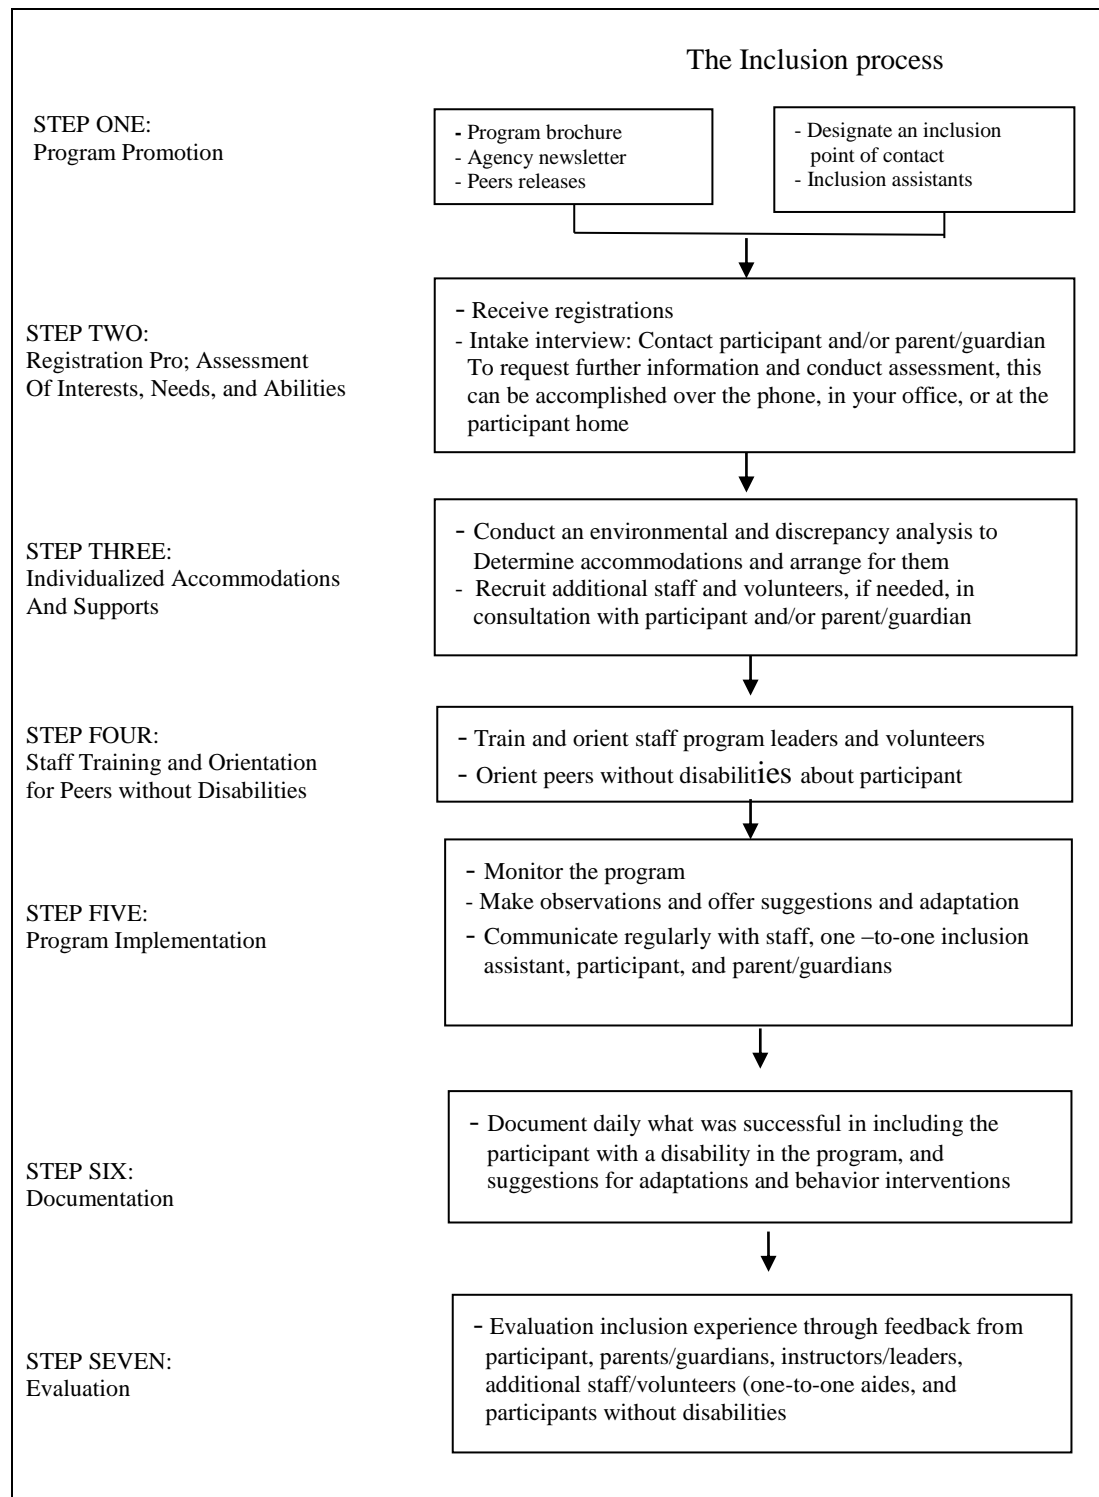 The Inclusion process
STEP ONE:
Program Promotion
- Program brochure
- Agency newsletter
- Peers releases
- Designate an inclusion
point of contact
- Inclusion assistants
STEP TWO:
Registration Pro; Assessment
Of Interests, Needs, and Abilities
- Receive registrations
- Intake interview: Contact participant and/or parent/guardian
To request further information and conduct assessment, this
can be accomplished over the phone, in your office, or at the
participant home
STEP THREE:
Individualized Accommodations
And Supports
- Conduct an environmental and discrepancy analysis to
Determine accommodations and arrange for them
- Recruit additional staff and volunteers, if needed, in
consultation with participant and/or parent/guardian
STEP FOUR:
Staff Training and Orientation
for Peers without Disabilities
- Train and orient staff program leaders and volunteers
- Orient peers without disabilities about participant
STEP FIVE:
Program Implementation
- Monitor the program
- Make observations and offer suggestions and adaptation
- Communicate regularly with staff, one –to-one inclusion
assistant, participant, and parent/guardians
STEP SIX:
Documentation
- Document daily what was successful in including the
participant with a disability in the program, and
suggestions for adaptations and behavior interventions
STEP SEVEN:
Evaluation
- Evaluation inclusion experience through feedback from
participant, parents/guardians, instructors/leaders,
additional staff/volunteers (one-to-one aides, and
participants without disabilities